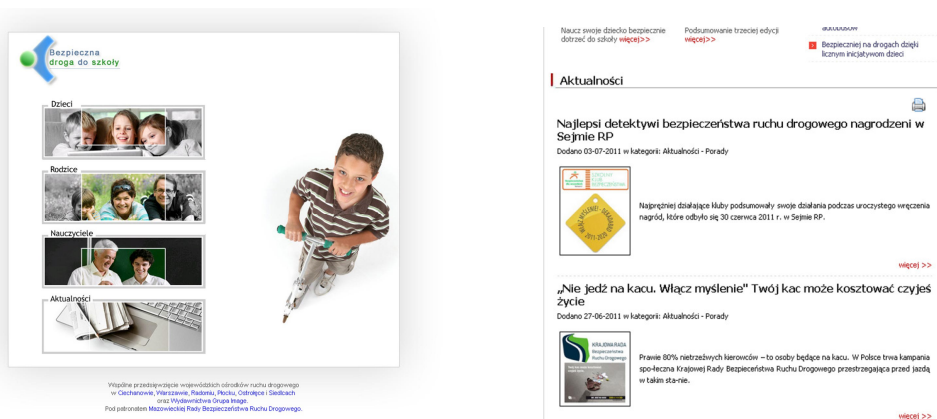 Bezpieczna
droga do szkoły
Dzieci
Rodzice
Nauczyciele
Aktualności
Wspólne przedsięwzięcie wojewódzkich ośrodków ruchu drogowego
w Ciechanowie, Warszawie, Radomiu, Płocku, Ostrołęce i Siedlcach
oraz Wydawnictwa Grupa Image.
Pod patronatem Mazowieckiej Rady Bezpieczeństwa Ruchu Drogowego.
Naucz swoje dziecko bezpiecznie
dotrzeć do szkoły więcej>>
Podsumowanie trzeciej edycji
więcej>>
autobusów
Bezpieczniej na drogach dzięki
licznym inicjatywom dzieci
Aktualności
Najlepsi detektywi bezpieczeństwa ruchu drogowego nagrodzeni w
Sejmie RP
Dodano 03-07-2011 w kategorii: Aktualności - Porady
Najprężniej działające kluby podsumowały swoje działania podczas uroczystego wręczenia
nagród, które odbyło się 30 czerwca 2011 r. w Sejmie RP.
więcej >>
„Nie jedź na kacu. Włącz myślenie" Twój kac może kosztować czyjeś
życie
Dodano 27-06-2011 w kategorii: Aktualności - Porady
KRAJOWA RADA
Bezpieczeństwa
Ruchu Drogowego
Prawie 80% nietrzeźwych kierowców – to osoby będące na kacu. W Polsce trwa kampania
spo-łeczna Krajowej Rady Bezpieczeństwa Ruchu Drogowego przestrzegająca przed jazdą
w takim sta-nie.
więcej >>